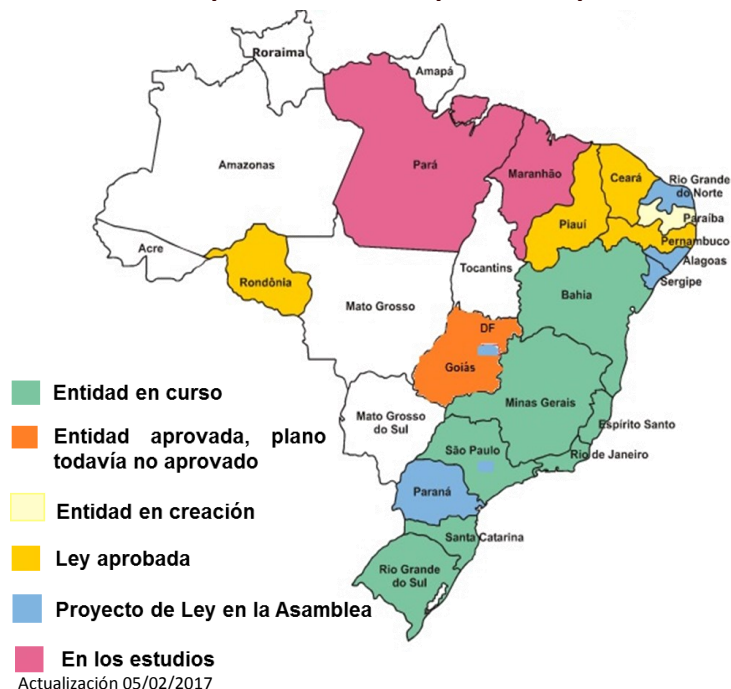 Roraima
Amapá
Amazonas
Pará
Maranhão
Ceará
Rio Grande
do Norte
Paraíba
Piauí
Pernambuco
Acre
Alagoas
Tocantins
Sergipe
Rondônia
Bahia
Mato Grosso
DF
Goiás
Entidad en curso
Minas Gerais
Mato Grosso
do Sul
Espírito Santo
Entidad aprovada, plano
todavía no aprovado
São Paulo
Rio de Janeiro
Paraná
Entidad en creación
Santa Catarina
Ley aprobada
Rio Grande
do Sul
Proyecto de Ley en la Asamblea
En los estudios
Actualización 05/02/2017